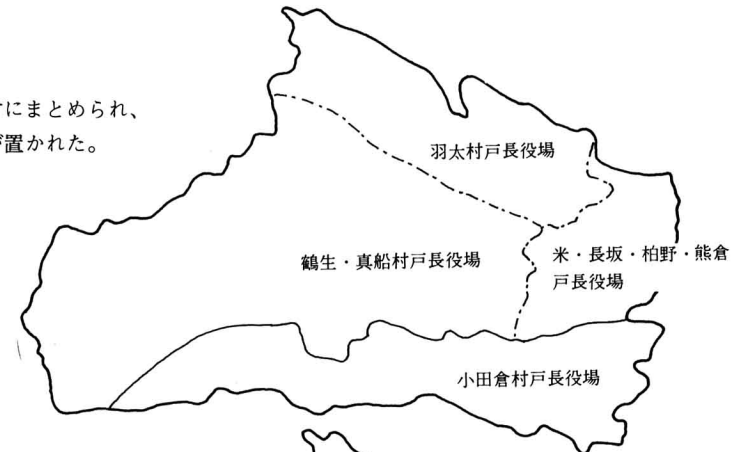 にまとめられ、
置かれた。
羽太村戸長役場
鶴生・真船村戸長役場
米・長坂・柏野・熊倉
戸長役場
小田倉村戸長役場